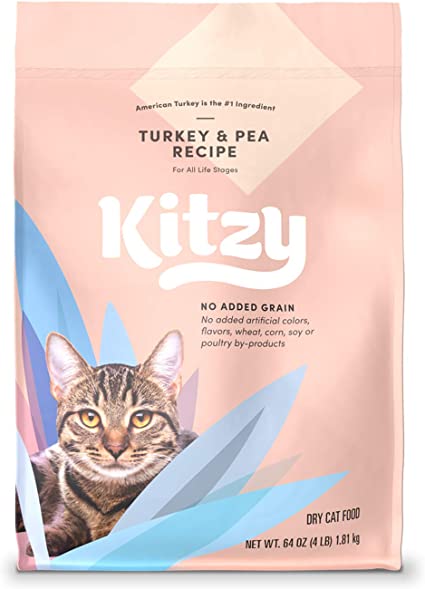 American Turkey is the #1 Ingredient
TURKEY & PEA
RECIPE
For All Life Stages
Kitzy
NO ADDED GRAIN
No added artificial colors,
flavors, wheat, corn, soy or
poultry by-products
DRY CAT FOOD
NET WT. 64 OZ (4 LB) 1.81 kg